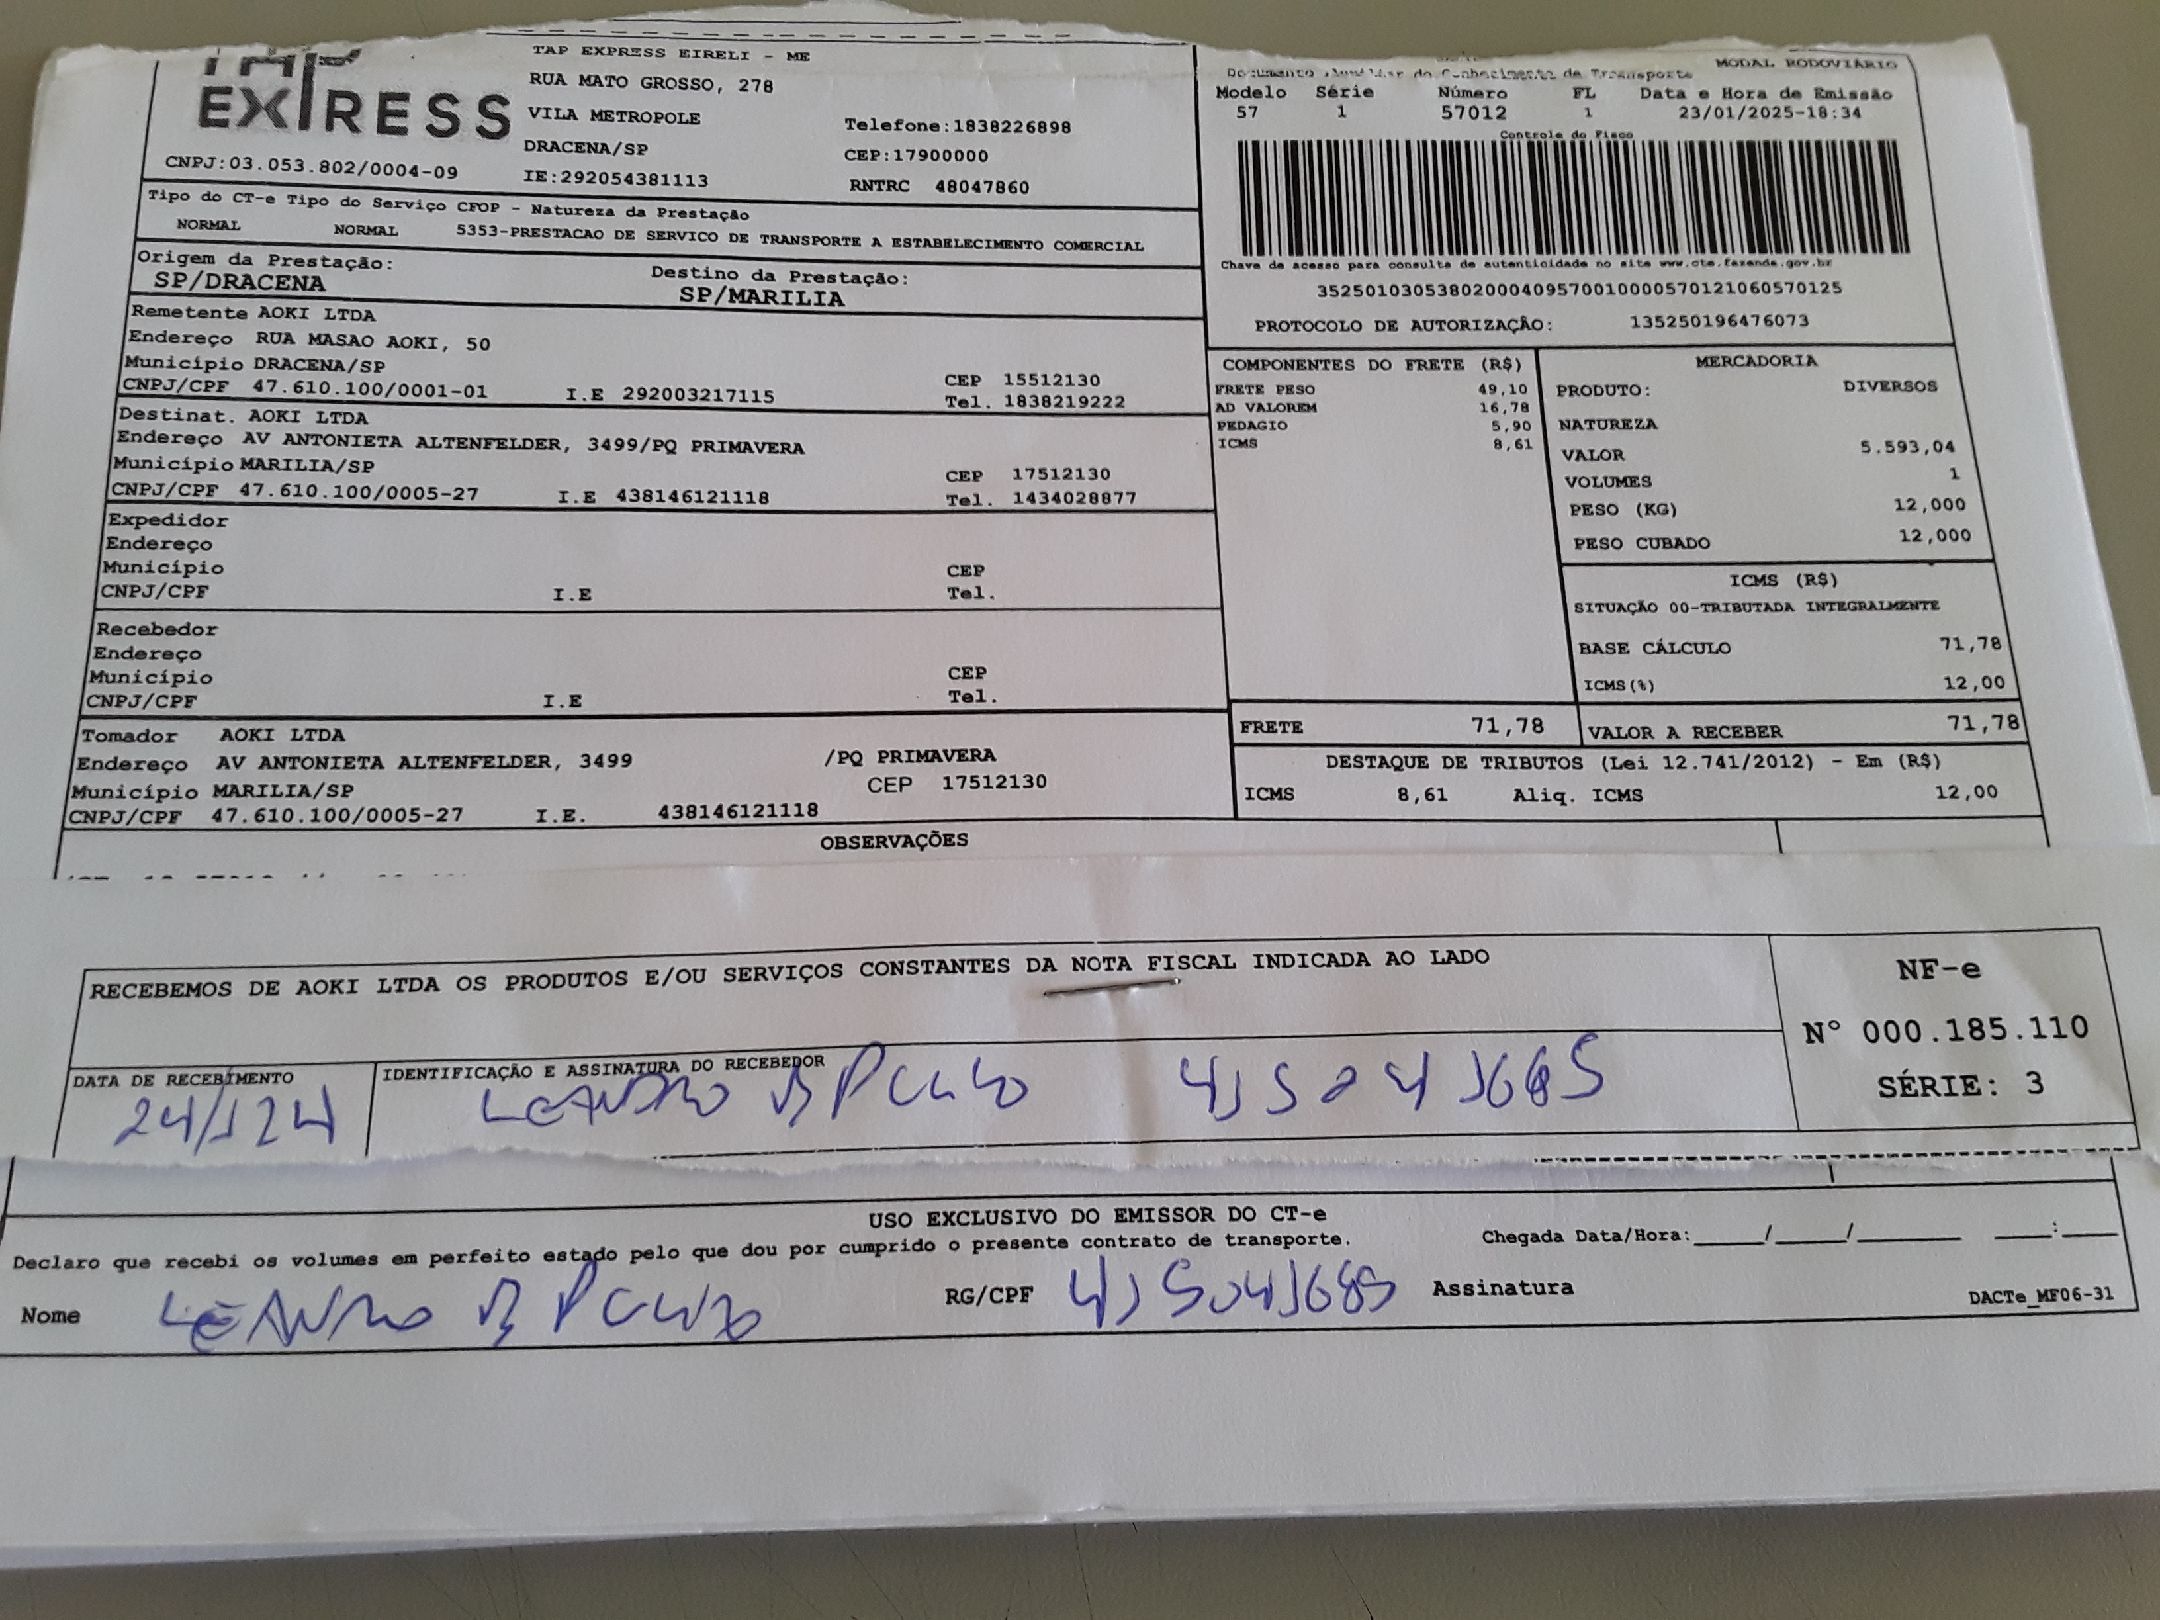 EXPRESS
CNPJ:03.053.802/0004-09
TAP EXPRESS EIRELI - ME
RUA MATO GROSSO, 278
VILA METROPOLE
DRACENA/SP
IE:292054381113
Telefone:1838226898
CEP:17900000
RNTRC 48047860
MODAL RODOVIÁRIO
Documento Auxiliar do Conhecimento de Transporte
Modelo Série Número FL Data e Hora de Emissão
57 1 57012 1 23/01/2025-18:34
Controle do Fisco
Chave de acesso para consulta de autenticidade no site www.cte.fazenda.gov.br
35250103053802000409570010000570121060570125
PROTOCOLO DE AUTORIZAÇÃO: 135250196476073
Tipo do CT-e Tipo do Serviço CFOP - Natureza da Prestação
NORMAL NORMAL 5353-PRESTACAO DE SERVICO DE TRANSPORTE A ESTABELECIMENTO COMERCIAL
Origem da Prestação: Destino da Prestação:
SP/DRACENA SP/MARILIA
Remetente AOKI LTDA
Endereço RUA MASAO AOKI, 50
Município DRACENA/SP CEP 15512130
CNPJ/CPF 47.610.100/0001-01 I.E 292003217115 Tel. 1838219222
Destinat. AOKI LTDA
Endereço AV ANTONIETA ALTENFELDER, 3499/PQ PRIMAVERA
Município MARILIA/SP CEP 17512130
CNPJ/CPF 47.610.100/0005-27 I.E 438146121118 Tel. 1434028877
Expedidor
Endereço
Município CEP
CNPJ/CPF I.E Tel.
Recebedor
Endereço
Município CEP
CNPJ/CPF I.E Tel.
Tomador AOKI LTDA
Endereço AV ANTONIETA ALTENFELDER, 3499 /PQ PRIMAVERA
Município MARILIA/SP CEP 17512130
CNPJ/CPF 47.610.100/0005-27 I.E. 438146121118
COMPONENTES DO FRETE (R$)
FRETE PESO 49,10
AD VALOREM 16,78
PEDAGIO 5,90
ICMS 8,61
MERCADORIA
PRODUTO: DIVERSOS
NATUREZA
VALOR 5.593,04
VOLUMES 1
PESO (KG) 12,000
PESO CUBADO 12,000
ICMS (R$)
SITUAÇÃO 00-TRIBUTADA INTEGRALMENTE
BASE CÁLCULO 71,78
ICMS(%) 12,00
FRETE 71,78 VALOR A RECEBER 71,78
DESTAQUE DE TRIBUTOS (Lei 12.741/2012) - Em (R$)
ICMS 8,61 Aliq. ICMS 12,00
OBSERVAÇÕES
RECEBEMOS DE AOKI LTDA OS PRODUTOS E/OU SERVIÇOS CONSTANTES DA NOTA FISCAL INDICADA AO LADO
NF-e
Nº 000.185.110
SÉRIE: 3
DATA DE RECEBIMENTO IDENTIFICAÇÃO E ASSINATURA DO RECEBEDOR
LEANDRO
USO EXCLUSIVO DO EMISSOR DO CT-e
Declaro que recebi os volumes em perfeito estado pelo que dou por cumprido o presente contrato de transporte.
Chegada Data/Hora:____/____/______ ___:___
Nome LEANDRO RG/CPF Assinatura
DACTe_MF06-31